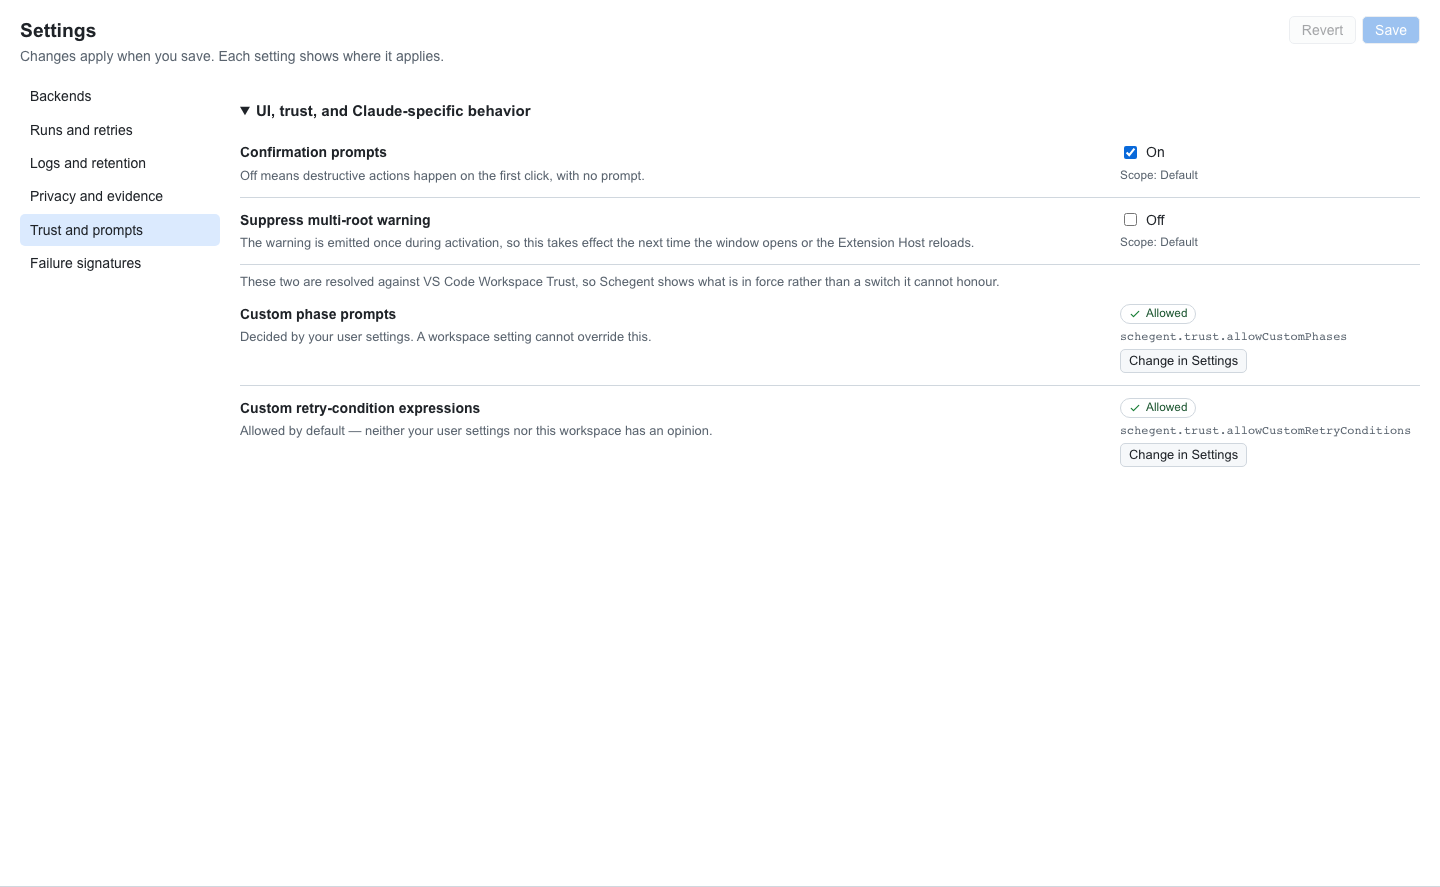 Settings
Revert
Save
Changes apply when you save. Each setting shows where it applies.
Backends
Runs and retries
Logs and retention
Privacy and evidence
Trust and prompts
Failure signatures
UI, trust, and Claude-specific behavior
Confirmation prompts
On
Off means destructive actions happen on the first click, with no prompt.
Scope: Default
Suppress multi-root warning
Off
The warning is emitted once during activation, so this takes effect the next time the window opens or the Extension Host reloads.
Scope: Default
These two are resolved against VS Code Workspace Trust, so Schegent shows what is in force rather than a switch it cannot honour.
Custom phase prompts
Allowed
Decided by your user settings. A workspace setting cannot override this.
schegent.trust.allowCustomPhases
Change in Settings
Custom retry-condition expressions
Allowed
Allowed by default — neither your user settings nor this workspace has an opinion.
schegent.trust.allowCustomRetryConditions
Change in Settings